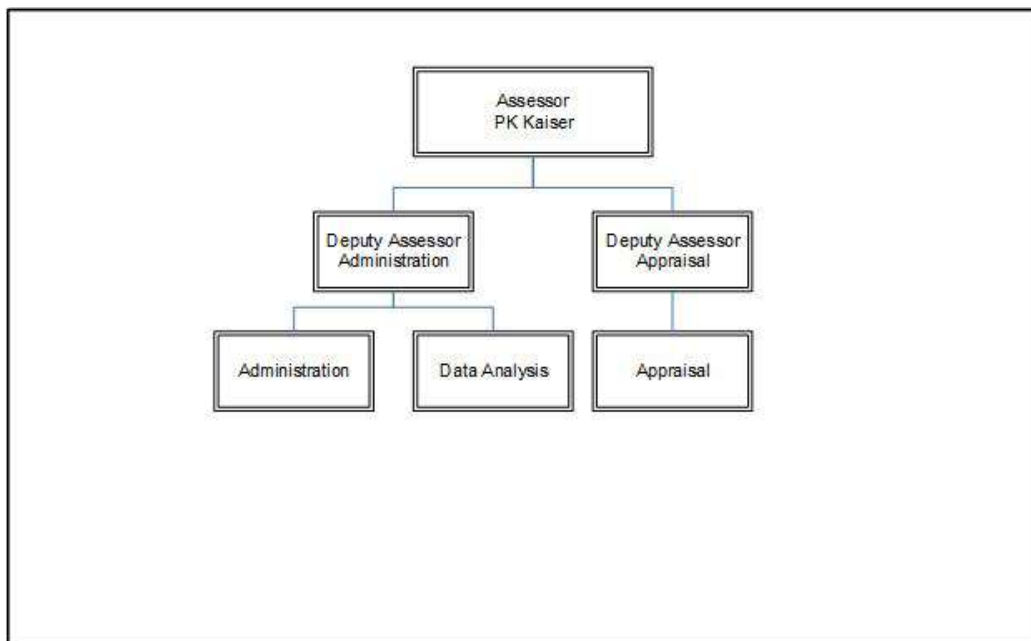 Assessor
PK Kaiser
Deputy Assessor
Administration
Deputy Assessor
Appraisal
Administration
Data Analysis
Appraisal